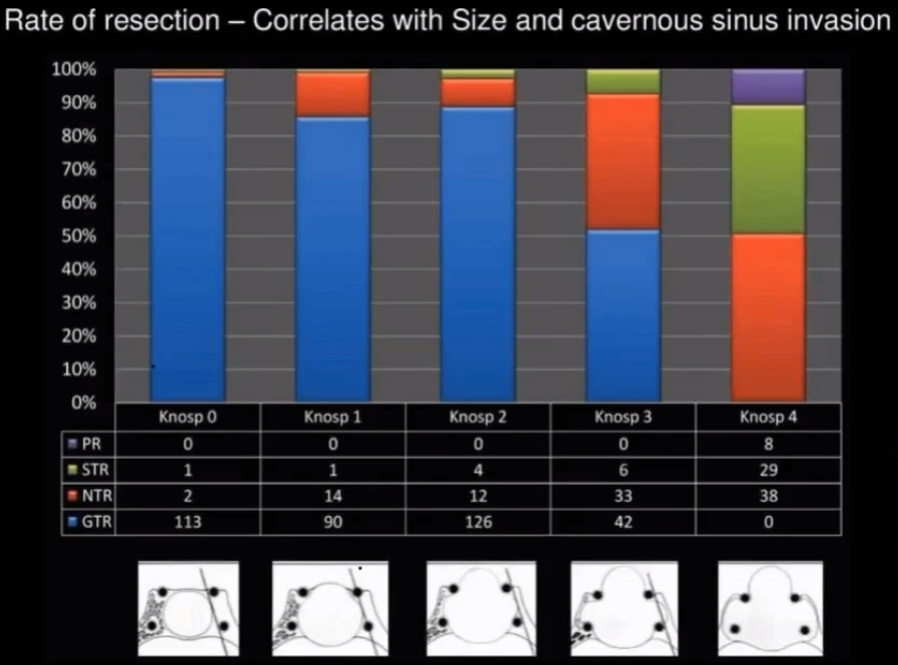 Rate of resection – Correlates with Size and cavernous sinus invasion
100%
90%
80%
70%
60%
50%
40%
30%
20%
10%
0%
Knosp 0 Knosp 1 Knosp 2 Knosp 3 Knosp 4
PR 0 0 0 0 8
STR 1 1 4 6 29
NTR 2 14 12 33 38
GTR 113 90 126 42 0